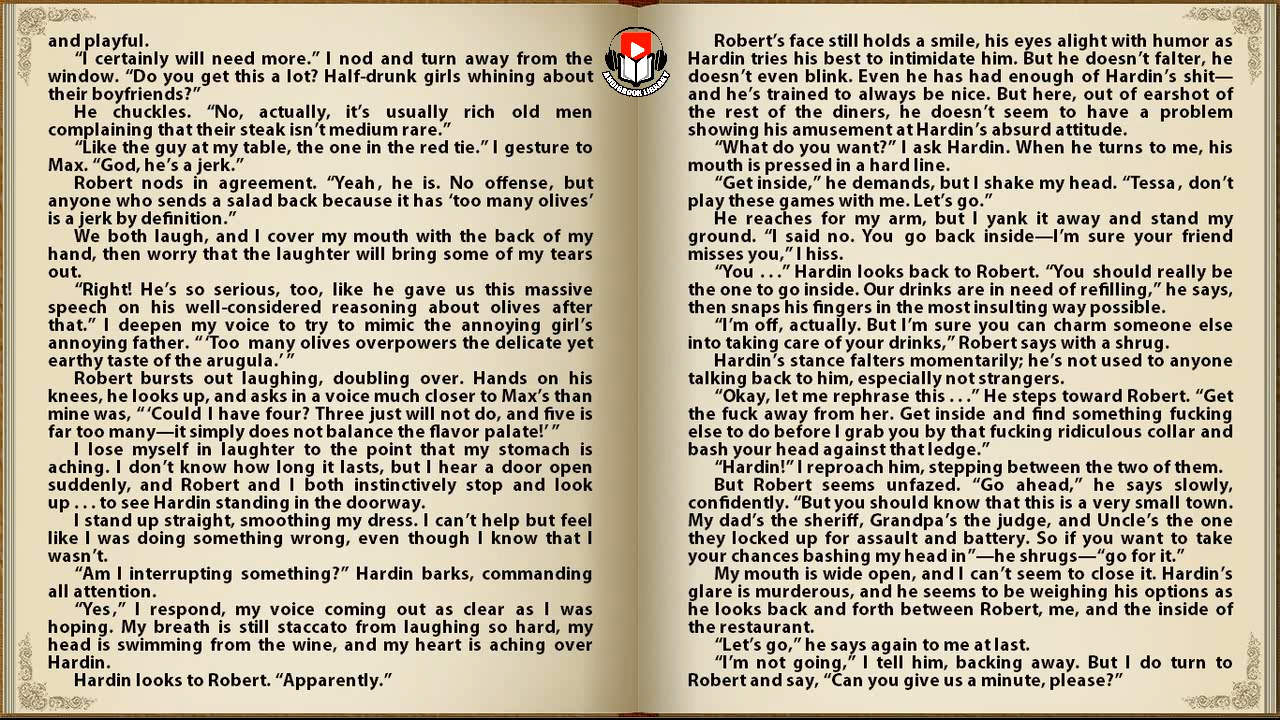 and playful.
“I certainly will need more.” I nod and turn away from the
window. “Do you get this a lot? Half-drunk girls whining about
their boyfriends?”
He chuckles. “No, actually, it’s usually rich old men
complaining that their steak isn’t medium rare.”
“Like the guy at my table, the one in the red tie.” I gesture to
Max. “God, he’s a jerk.”
Robert nods in agreement. “Yeah, he is. No offense, but
anyone who sends a salad back because it has ‘too many olives’
is a jerk by definition.”
We both laugh, and I cover my mouth with the back of my
hand, then worry that the laughter will bring some of my tears
out.
“Right! He’s so serious, too, like he gave us this massive
speech on his well-considered reasoning about olives after
that.” I deepen my voice to try to mimic the annoying girl’s
annoying father. “ ‘Too many olives overpowers the delicate yet
earthy taste of the arugula.’ ”
Robert bursts out laughing, doubling over. Hands on his
knees, he looks up, and asks in a voice much closer to Max’s than
mine was, “ ‘Could I have four? Three just will not do, and five is
far too many—it simply does not balance the flavor palate!’ ”
I lose myself in laughter to the point that my stomach is
aching. I don’t know how long it lasts, but I hear a door open
suddenly, and Robert and I both instinctively stop and look
up . . . to see Hardin standing in the doorway.
I stand up straight, smoothing my dress. I can’t help but feel
like I was doing something wrong, even though I know that I
wasn’t.
“Am I interrupting something?” Hardin barks, commanding
all attention.
“Yes,” I respond, my voice coming out as clear as I was
hoping. My breath is still staccato from laughing so hard, my
head is swimming from the wine, and my heart is aching over
Hardin.
Hardin looks to Robert. “Apparently.”
AUDIOBOOK LIBRARY
Robert’s face still holds a smile, his eyes alight with humor as
Hardin tries his best to intimidate him. But he doesn’t falter, he
doesn’t even blink. Even he has had enough of Hardin’s shit—
and he’s trained to always be nice. But here, out of earshot of
the rest of the diners, he doesn’t seem to have a problem
showing his amusement at Hardin’s absurd attitude.
“What do you want?” I ask Hardin. When he turns to me, his
mouth is pressed in a hard line.
“Get inside,” he demands, but I shake my head. “Tessa, don’t
play these games with me. Let’s go.”
He reaches for my arm, but I yank it away and stand my
ground. “I said no. You go back inside—I’m sure your friend
misses you,” I hiss.
“You . . .” Hardin looks back to Robert. “You should really be
the one to go inside. Our drinks are in need of refilling,” he says,
then snaps his fingers in the most insulting way possible.
“I’m off, actually. But I’m sure you can charm someone else
into taking care of your drinks,” Robert says with a shrug.
Hardin’s stance falters momentarily; he’s not used to anyone
talking back to him, especially not strangers.
“Okay, let me rephrase this . . .” He steps toward Robert. “Get
the fuck away from her. Get inside and find something fucking
else to do before I grab you by that fucking ridiculous collar and
bash your head against that ledge.”
“Hardin!” I reproach him, stepping between the two of them.
But Robert seems unfazed. “Go ahead,” he says slowly,
confidently. “But you should know that this is a very small town.
My dad’s the sheriff, Grandpa’s the judge, and Uncle’s the one
they locked up for assault and battery. So if you want to take
your chances bashing my head in”—he shrugs—“go for it.”
My mouth is wide open, and I can’t seem to close it. Hardin’s
glare is murderous, and he seems to be weighing his options as
he looks back and forth between Robert, me, and the inside of
the restaurant.
“Let’s go,” he says again to me at last.
“I’m not going,” I tell him, backing away. But I do turn to
Robert and say, “Can you give us a minute, please?”